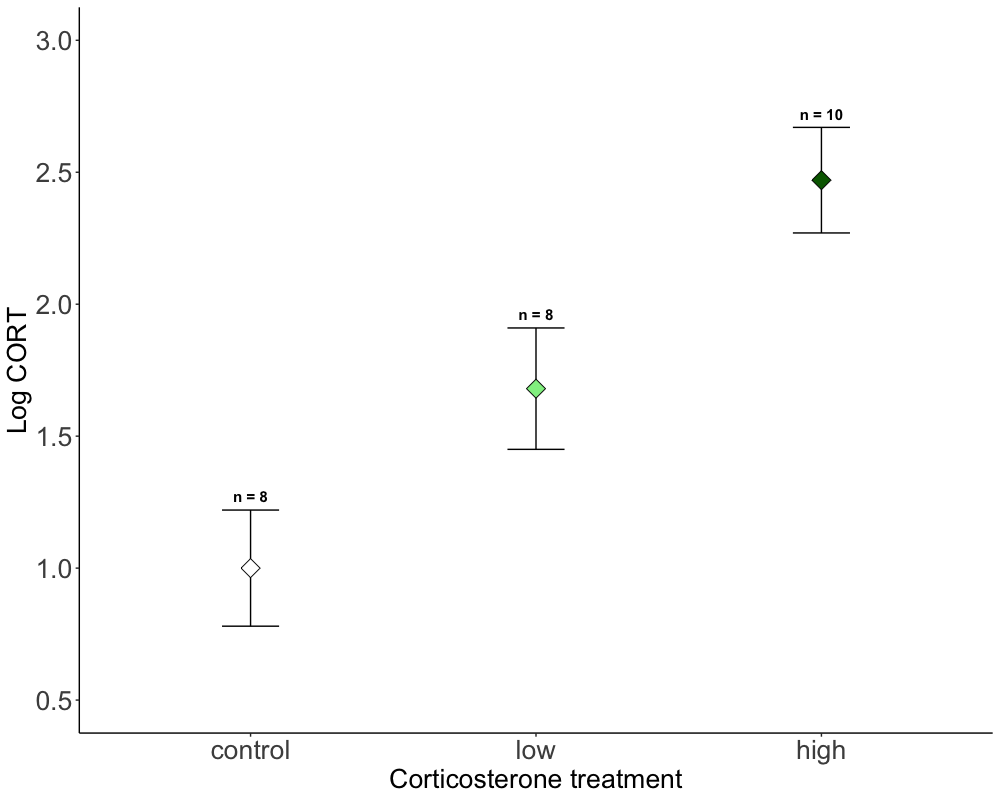 3.0
2.5
2.0
1.5
1.0
0.5
Log CORT
n = 8
n = 8
n = 10
control
low
high
Corticosterone treatment